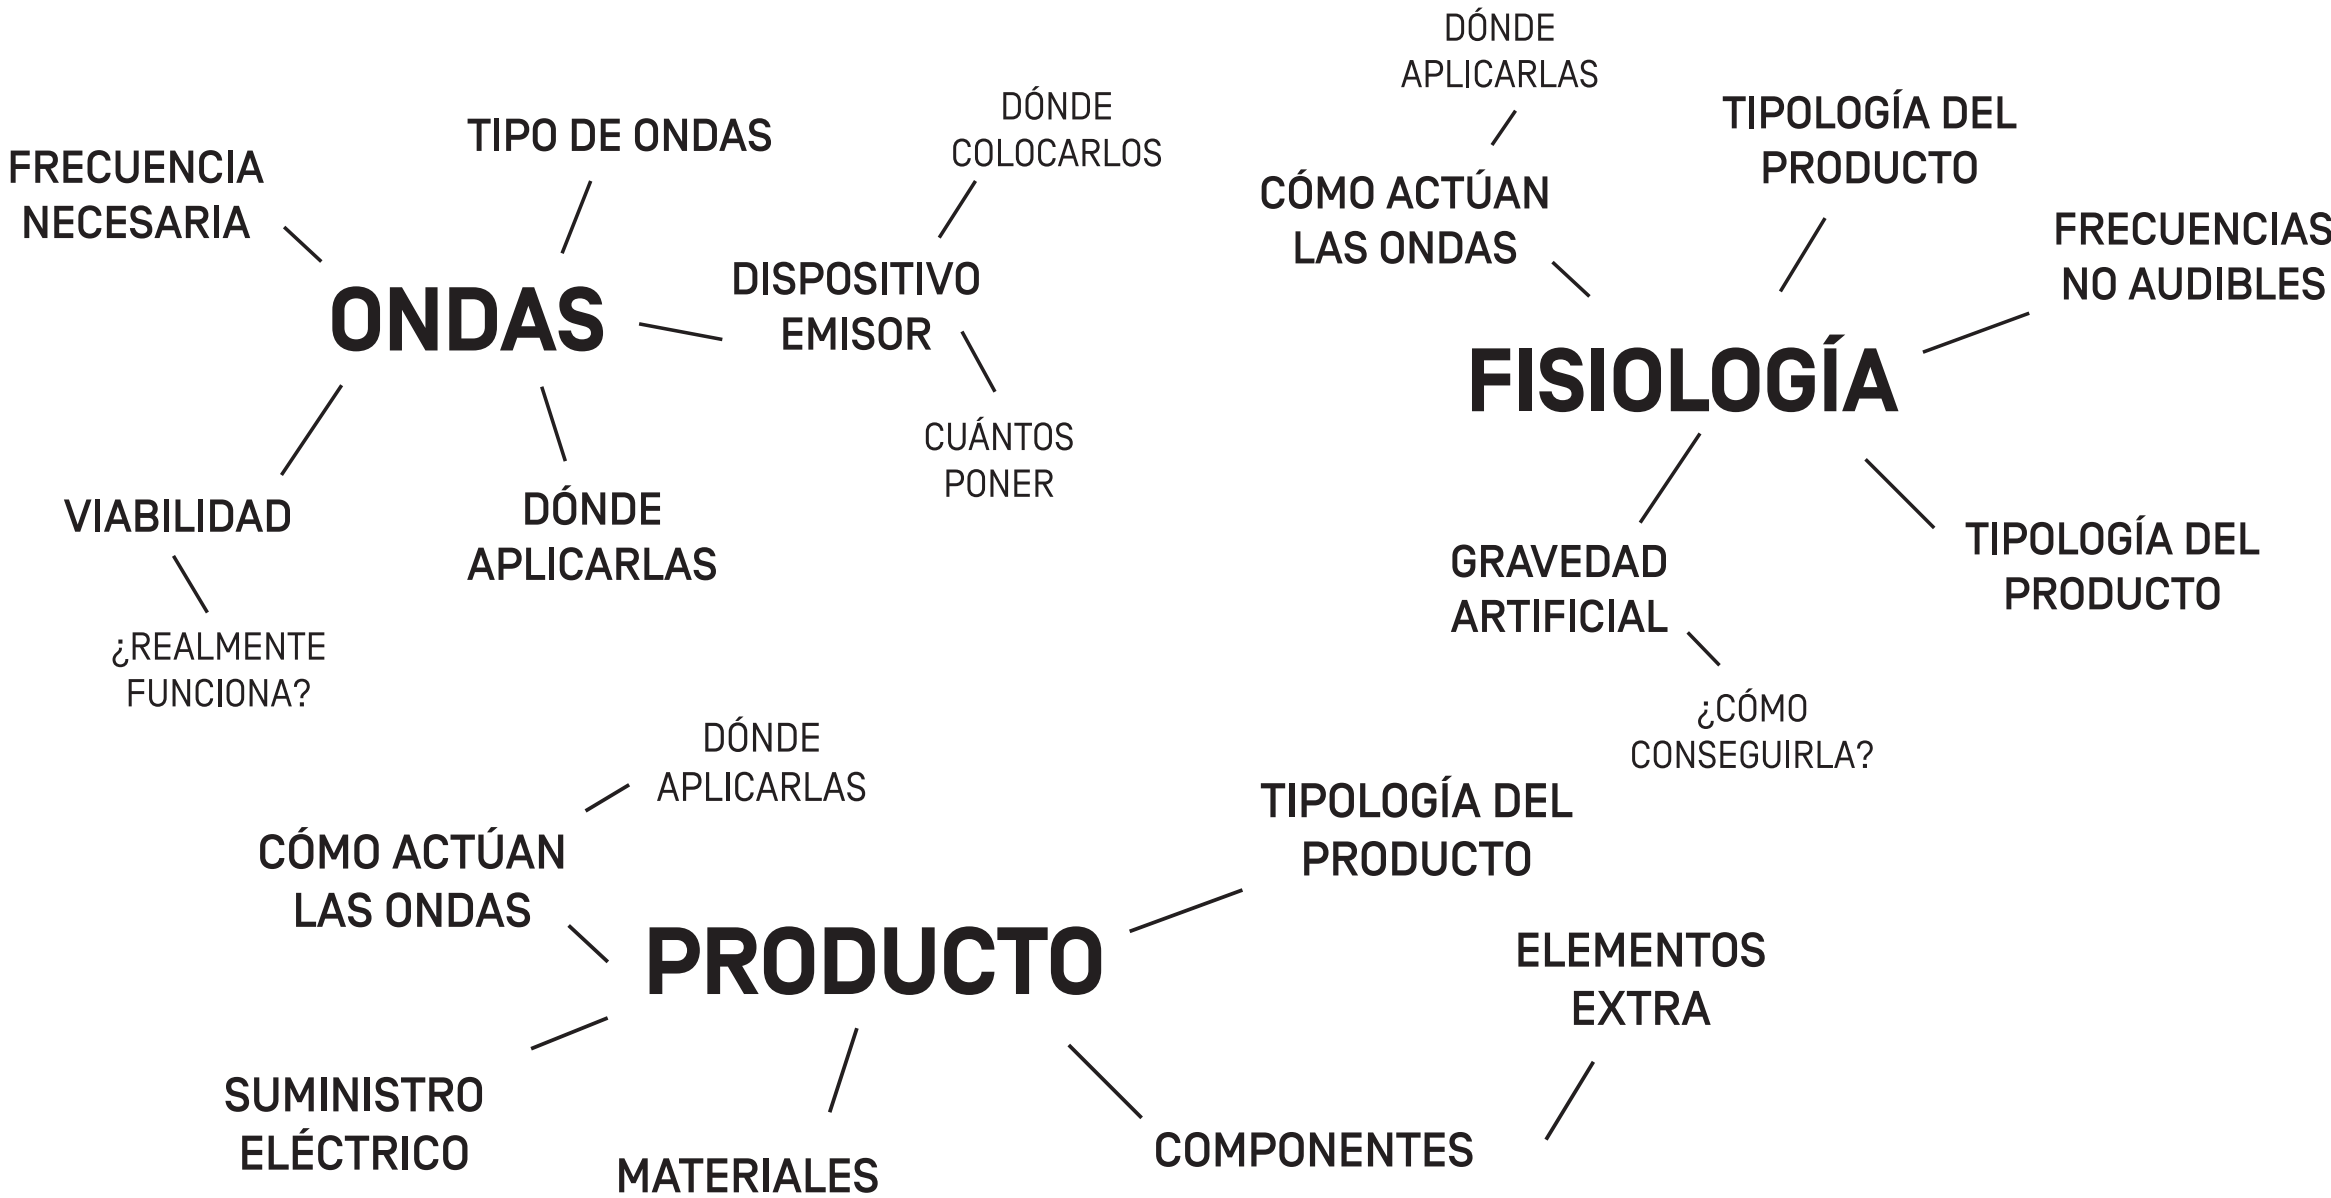 FRECUENCIA
NECESARIA
TIPO DE ONDAS
DÓNDE
COLOCARLOS
ONDAS
DISPOSITIVO
EMISOR
CUÁNTOS
PONER
VIABILIDAD
¿REALMENTE
FUNCIONA?
DÓNDE
APLICARLAS
DÓNDE
APLICARLAS
CÓMO ACTÚAN
LAS ONDAS
TIPOLOGÍA DEL
PRODUCTO
FRECUENCIAS
NO AUDIBLES
FISIOLOGÍA
GRAVEDAD
ARTIFICIAL
¿CÓMO
CONSEGUIRLA?
TIPOLOGÍA DEL
PRODUCTO
DÓNDE
APLICARLAS
CÓMO ACTÚAN
LAS ONDAS
TIPOLOGÍA DEL
PRODUCTO
PRODUCTO
ELEMENTOS
EXTRA
SUMINISTRO
ELÉCTRICO
MATERIALES
COMPONENTES